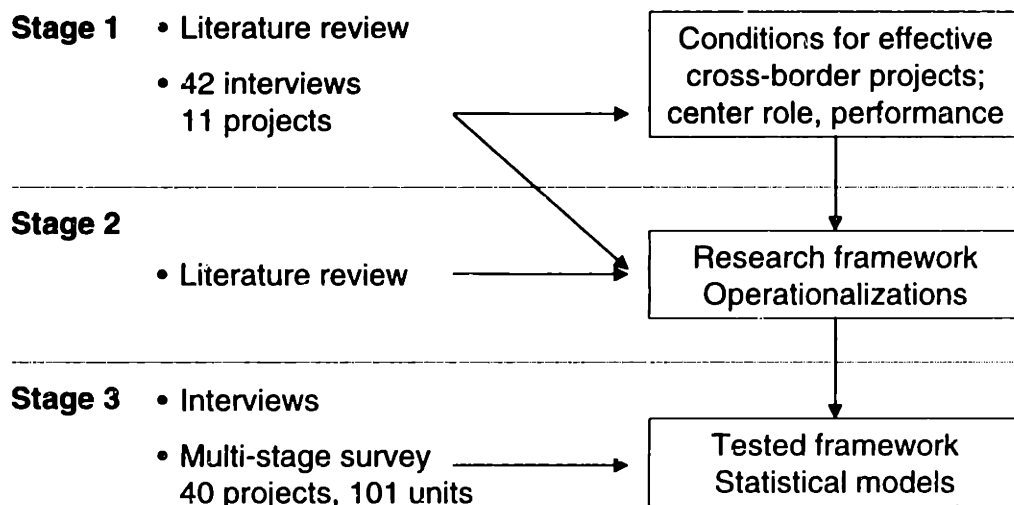 Stage 1 • Literature review
• 42 interviews
11 projects
Conditions for effective
cross-border projects;
center role, performance
Stage 2
• Literature review
Research framework
Operationalizations
Stage 3 • Interviews
• Multi-stage survey
40 projects, 101 units
Tested framework
Statistical models